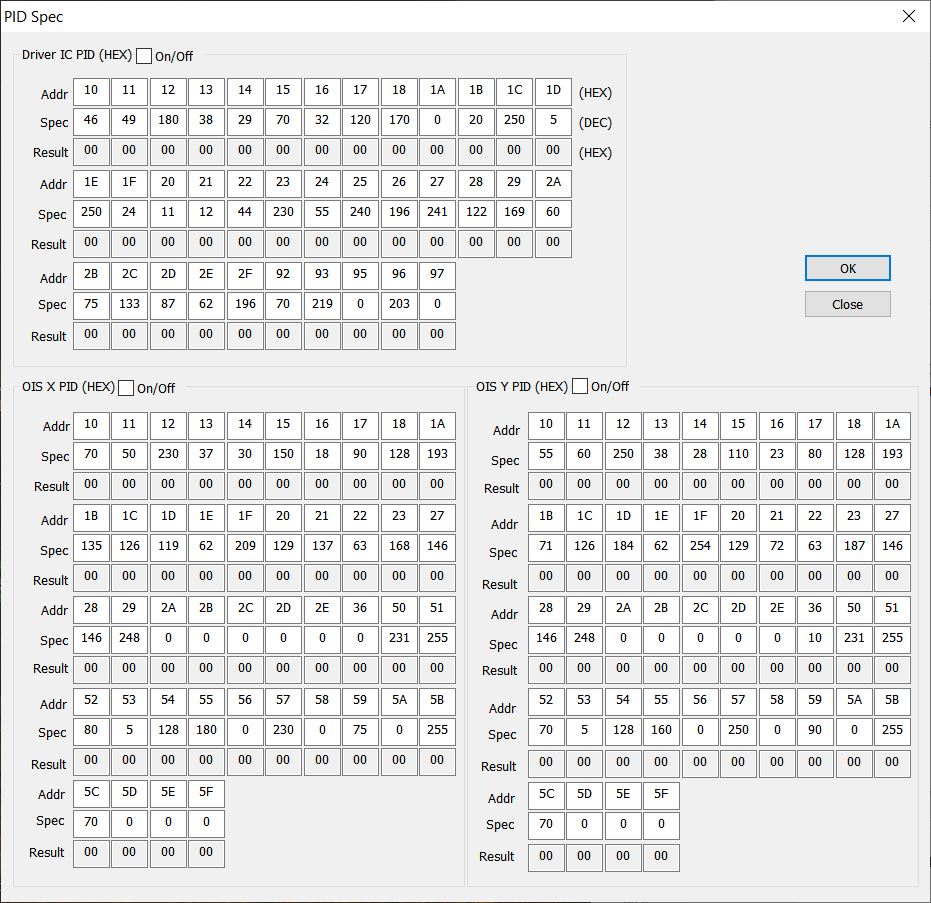 PID Spec
Driver IC PID (HEX) On/Off
Addr 10 11 12 13 14 15 16 17 18 1A 1B 1C 1D (HEX)
Spec 46 49 180 38 29 70 32 120 170 0 20 250 5 (DEC)
Result 00 00 00 00 00 00 00 00 00 00 00 00 00 (HEX)
Addr 1E 1F 20 21 22 23 24 25 26 27 28 29 2A
Spec 250 24 11 12 44 230 55 240 196 241 122 169 60
Result 00 00 00 00 00 00 00 00 00 00 00 00 00
Addr 2B 2C 2D 2E 2F 92 93 95 96 97
Spec 75 133 87 62 196 70 219 0 203 0
Result 00 00 00 00 00 00 00 00 00 00
OK
Close
OIS X PID (HEX) On/Off
Addr 10 11 12 13 14 15 16 17 18 1A
Spec 70 50 230 37 30 150 18 90 128 193
Result 00 00 00 00 00 00 00 00 00 00
Addr 1B 1C 1D 1E 1F 20 21 22 23 27
Spec 135 126 119 62 209 129 137 63 168 146
Result 00 00 00 00 00 00 00 00 00 00
Addr 28 29 2A 2B 2C 2D 2E 36 50 51
Spec 146 248 0 0 0 0 0 0 231 255
Result 00 00 00 00 00 00 00 00 00 00
Addr 52 53 54 55 56 57 58 59 5A 5B
Spec 80 5 128 180 0 230 0 75 0 255
Result 00 00 00 00 00 00 00 00 00 00
Addr 5C 5D 5E 5F
Spec 70 0 0 0
Result 00 00 00 00
OIS Y PID (HEX) On/Off
Addr 10 11 12 13 14 15 16 17 18 1A
Spec 55 60 250 38 28 110 23 80 128 193
Result 00 00 00 00 00 00 00 00 00 00
Addr 1B 1C 1D 1E 1F 20 21 22 23 27
Spec 71 126 184 62 254 129 72 63 187 146
Result 00 00 00 00 00 00 00 00 00 00
Addr 28 29 2A 2B 2C 2D 2E 36 50 51
Spec 146 248 0 0 0 0 0 10 231 255
Result 00 00 00 00 00 00 00 00 00 00
Addr 52 53 54 55 56 57 58 59 5A 5B
Spec 70 5 128 160 0 250 0 90 0 255
Result 00 00 00 00 00 00 00 00 00 00
Addr 5C 5D 5E 5F
Spec 70 0 0 0
Result 00 00 00 00